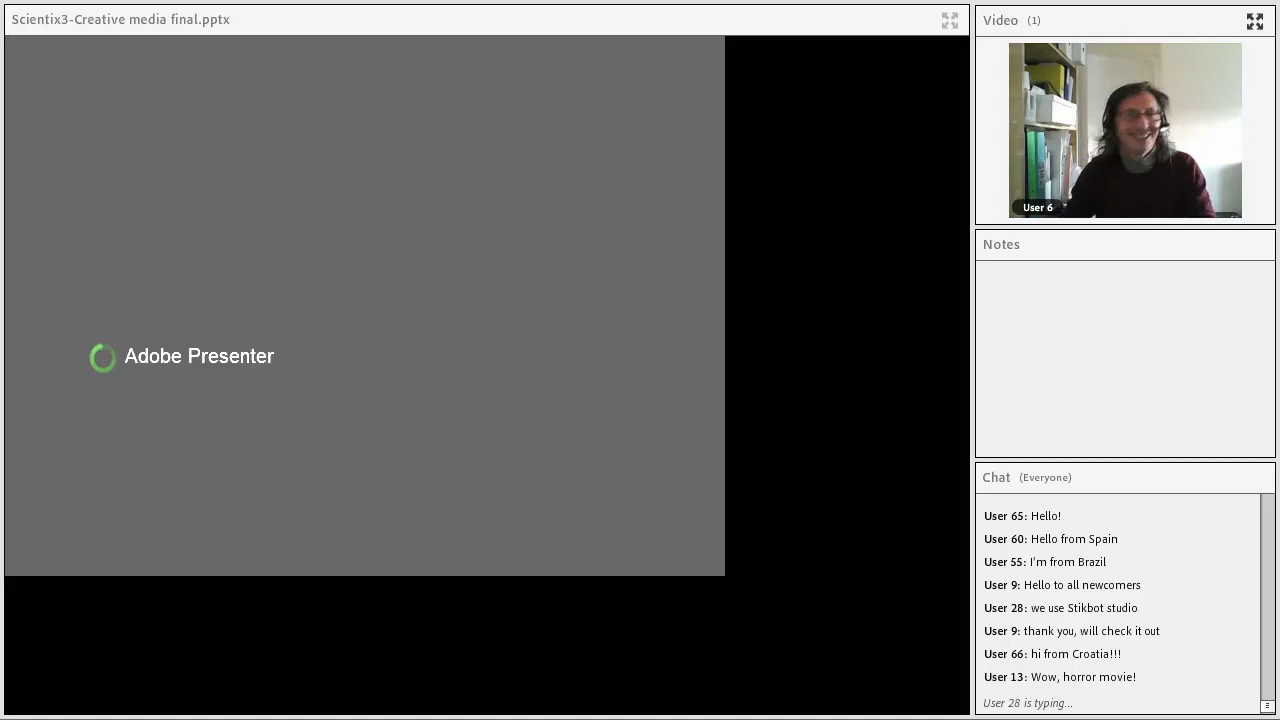 Scientix3-Creative media final.pptx
Adobe Presenter
Video (1)
User 6
Notes
Chat (Everyone)
User 65: Hello!
User 60: Hello from Spain
User 55: I'm from Brazil
User 9: Hello to all newcomers
User 28: we use Stikbot studio
User 9: thank you, will check it out
User 66: hi from Croatia!!!
User 13: Wow, horror movie!
User 28 is typing...